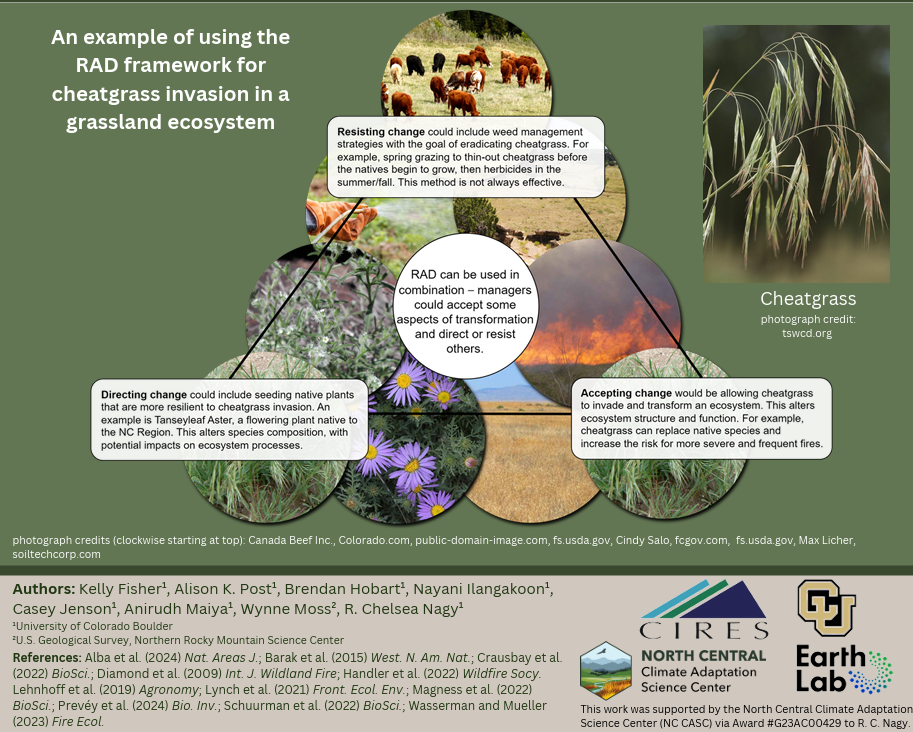 An example of using the
RAD framework for
cheatgrass invasion in a
grassland ecosystem
Resisting change could include weed management
strategies with the goal of eradicating cheatgrass. For
example, spring grazing to thin-out cheatgrass before
the natives begin to grow, then herbicides in the
summer/fall. This method is not always effective.
RAD can be used in
combination – managers
could accept some
aspects of transformation
and direct or resist
others.
Cheatgrass
photograph credit:
tswcd.org
Directing change could include seeding native plants
that are more resilient to cheatgrass invasion. An
example is Tanseyleaf Aster, a flowering plant native to
the NC Region. This alters species composition, with
potential impacts on ecosystem processes.
Accepting change would be allowing cheatgrass
to invade and transform an ecosystem. This alters
ecosystem structure and function. For example,
cheatgrass can replace native species and
increase the risk for more severe and frequent fires.
photograph credits (clockwise starting at top): Canada Beef Inc., Colorado.com, public-domain-image.com, fs.usda.gov, Cindy Salo, fcgov.com, fs.usda.gov, Max Licher,
soiltechcorp.com
Authors: Kelly Fisher¹, Alison K. Post¹, Brendan Hobart¹, Nayani Ilangakoon¹,
Casey Jenson¹, Anirudh Maiya¹, Wynne Moss², R. Chelsea Nagy¹
¹University of Colorado Boulder
²U.S. Geological Survey, Northern Rocky Mountain Science Center
References: Alba et al. (2024) Nat. Areas J.; Barak et al. (2015) West. N. Am. Nat.; Crausbay et al.
(2022) BioSci.; Diamond et al. (2009) Int. J. Wildland Fire; Handler et al. (2022) Wildfire Socy.
Lehnhoff et al. (2019) Agronomy; Lynch et al. (2021) Front. Ecol. Env.; Magness et al. (2022)
BioSci.; Prevéy et al. (2024) Bio. Inv.; Schuurman et al. (2022) BioSci.; Wasserman and Mueller
(2023) Fire Ecol.
CIRES
CU
NORTH CENTRAL
Climate Adaptation
Science Center
Earth
Lab
This work was supported by the North Central Climate Adaptation
Science Center (NC CASC) via Award #G23AC00429 to R. C. Nagy.